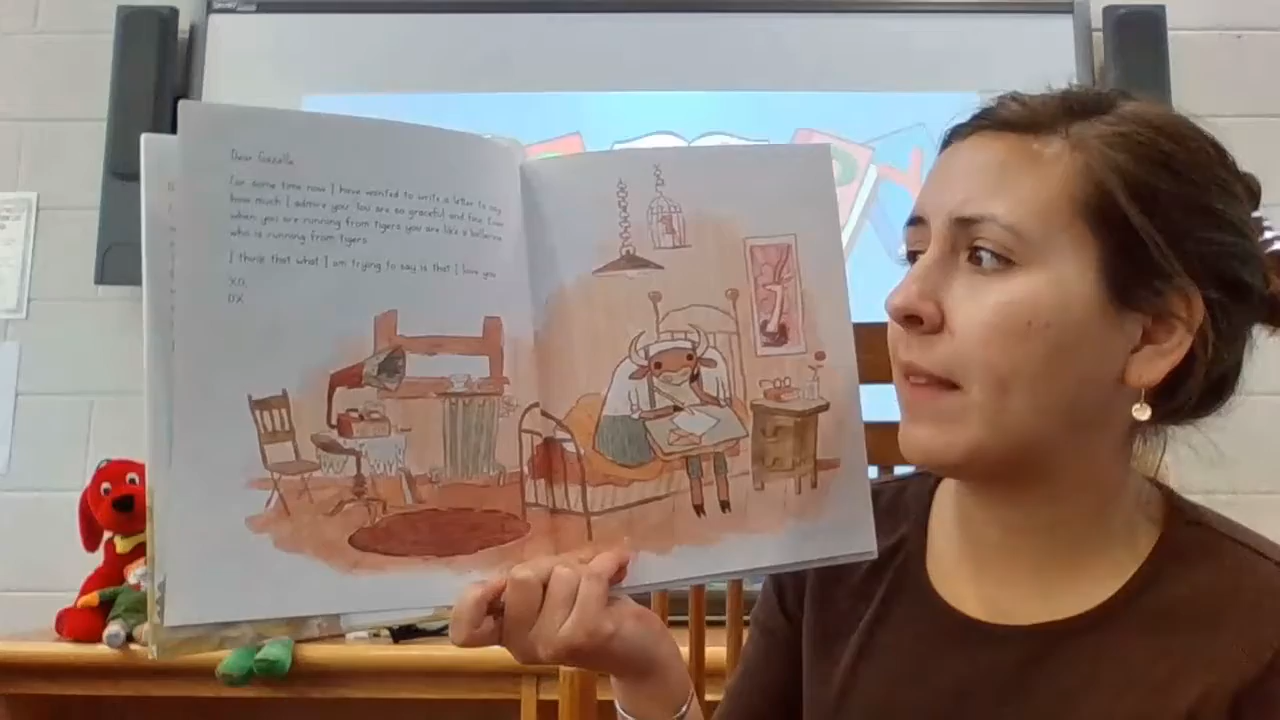 Dear Gazelle,
For some time now I have wanted to write a letter to say
how much I admire you. You are so graceful and fine. Even
when you are running from tigers you are like a ballerina
who is running from tigers.
I think that what I am trying to say is that I love you.
XO,
OX